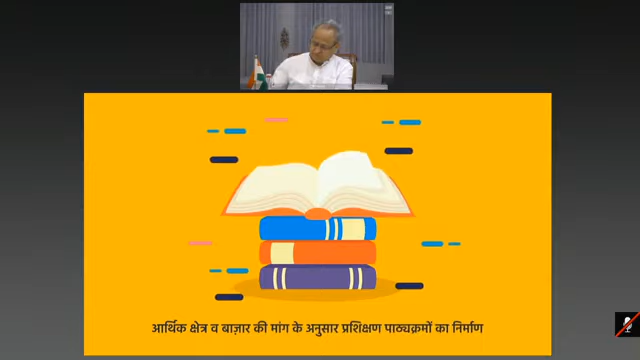 आर्थिक क्षेत्र व बाज़ार की मांग के अनुसार प्रशिक्षण पाठ्यक्रमों का निर्माण